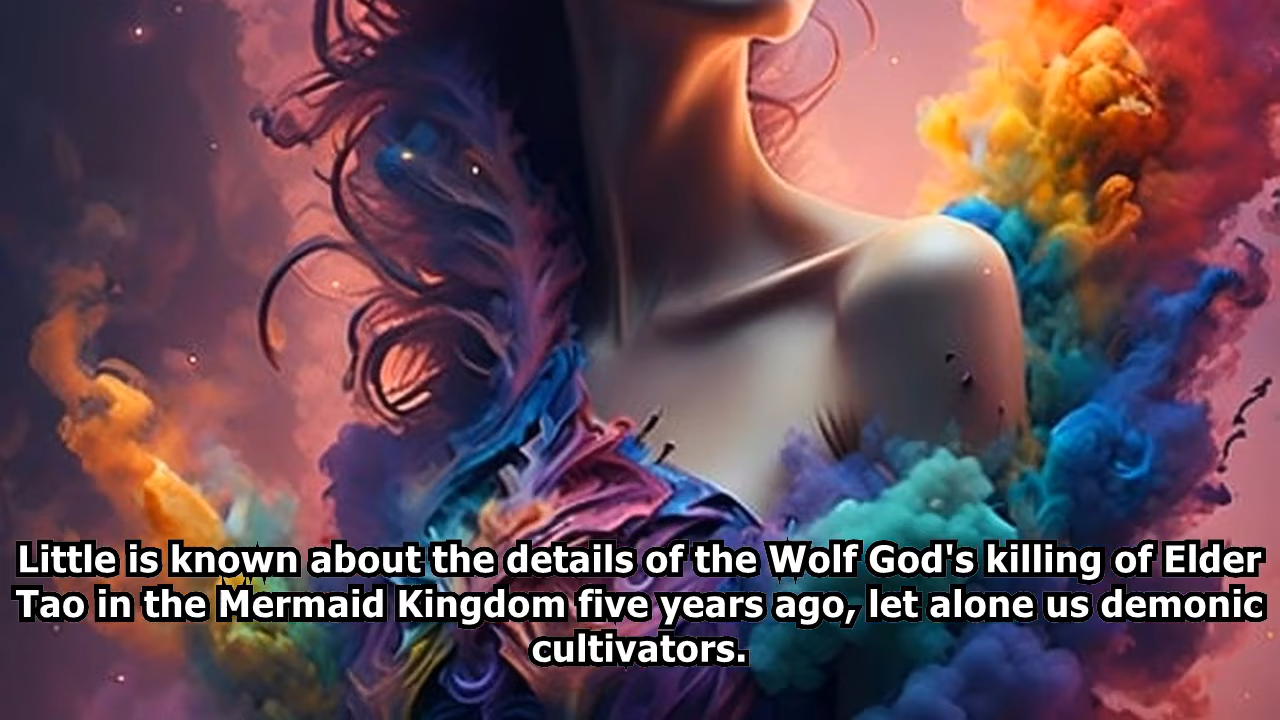 Little is known about the details of the Wolf God's killing of Elder
Tao in the Mermaid Kingdom five years ago, let alone us demonic
cultivators.